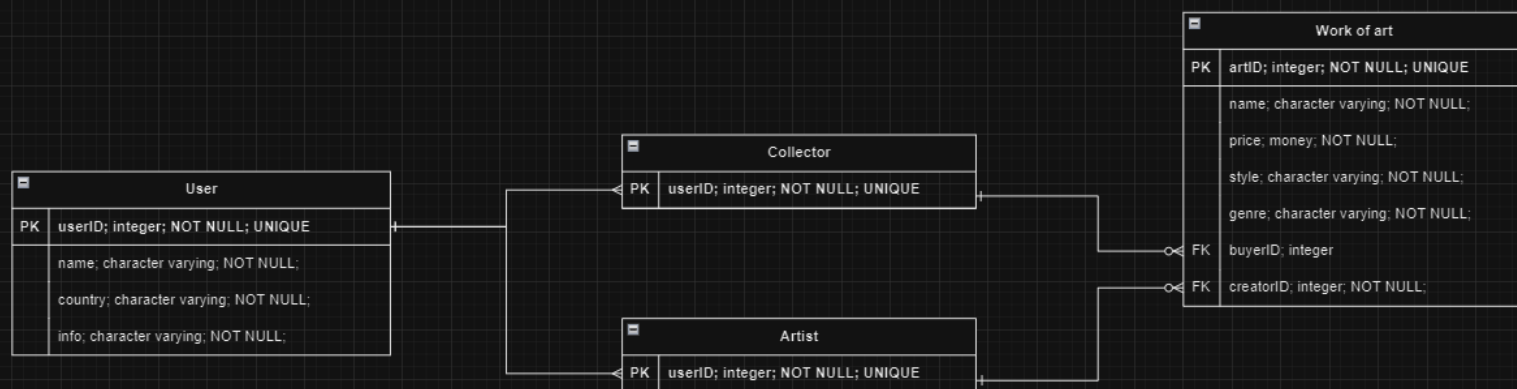 User
PK userID; integer; NOT NULL; UNIQUE
name; character varying; NOT NULL;
country; character varying; NOT NULL;
info; character varying; NOT NULL;
Collector
PK userID; integer; NOT NULL; UNIQUE
Artist
PK userID; integer; NOT NULL; UNIQUE
Work of art
PK artID; integer; NOT NULL; UNIQUE
name; character varying; NOT NULL;
price; money; NOT NULL;
style; character varying; NOT NULL;
genre; character varying; NOT NULL;
FK buyerID; integer
FK creatorID; integer; NOT NULL;